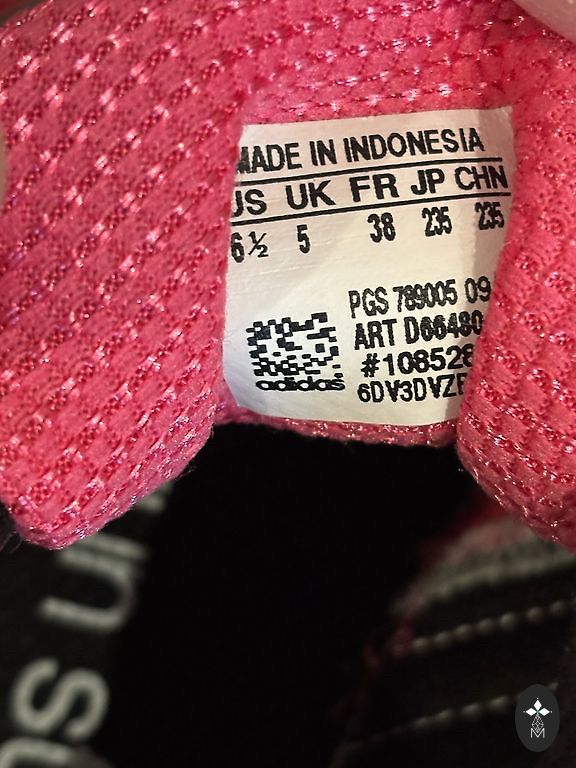 MADE IN INDONESIA
US UK FR JP CHN
6½ 5 38 235 235
PGS 789005 09
ART D66480
#108528
adidas
6DV3DVZE